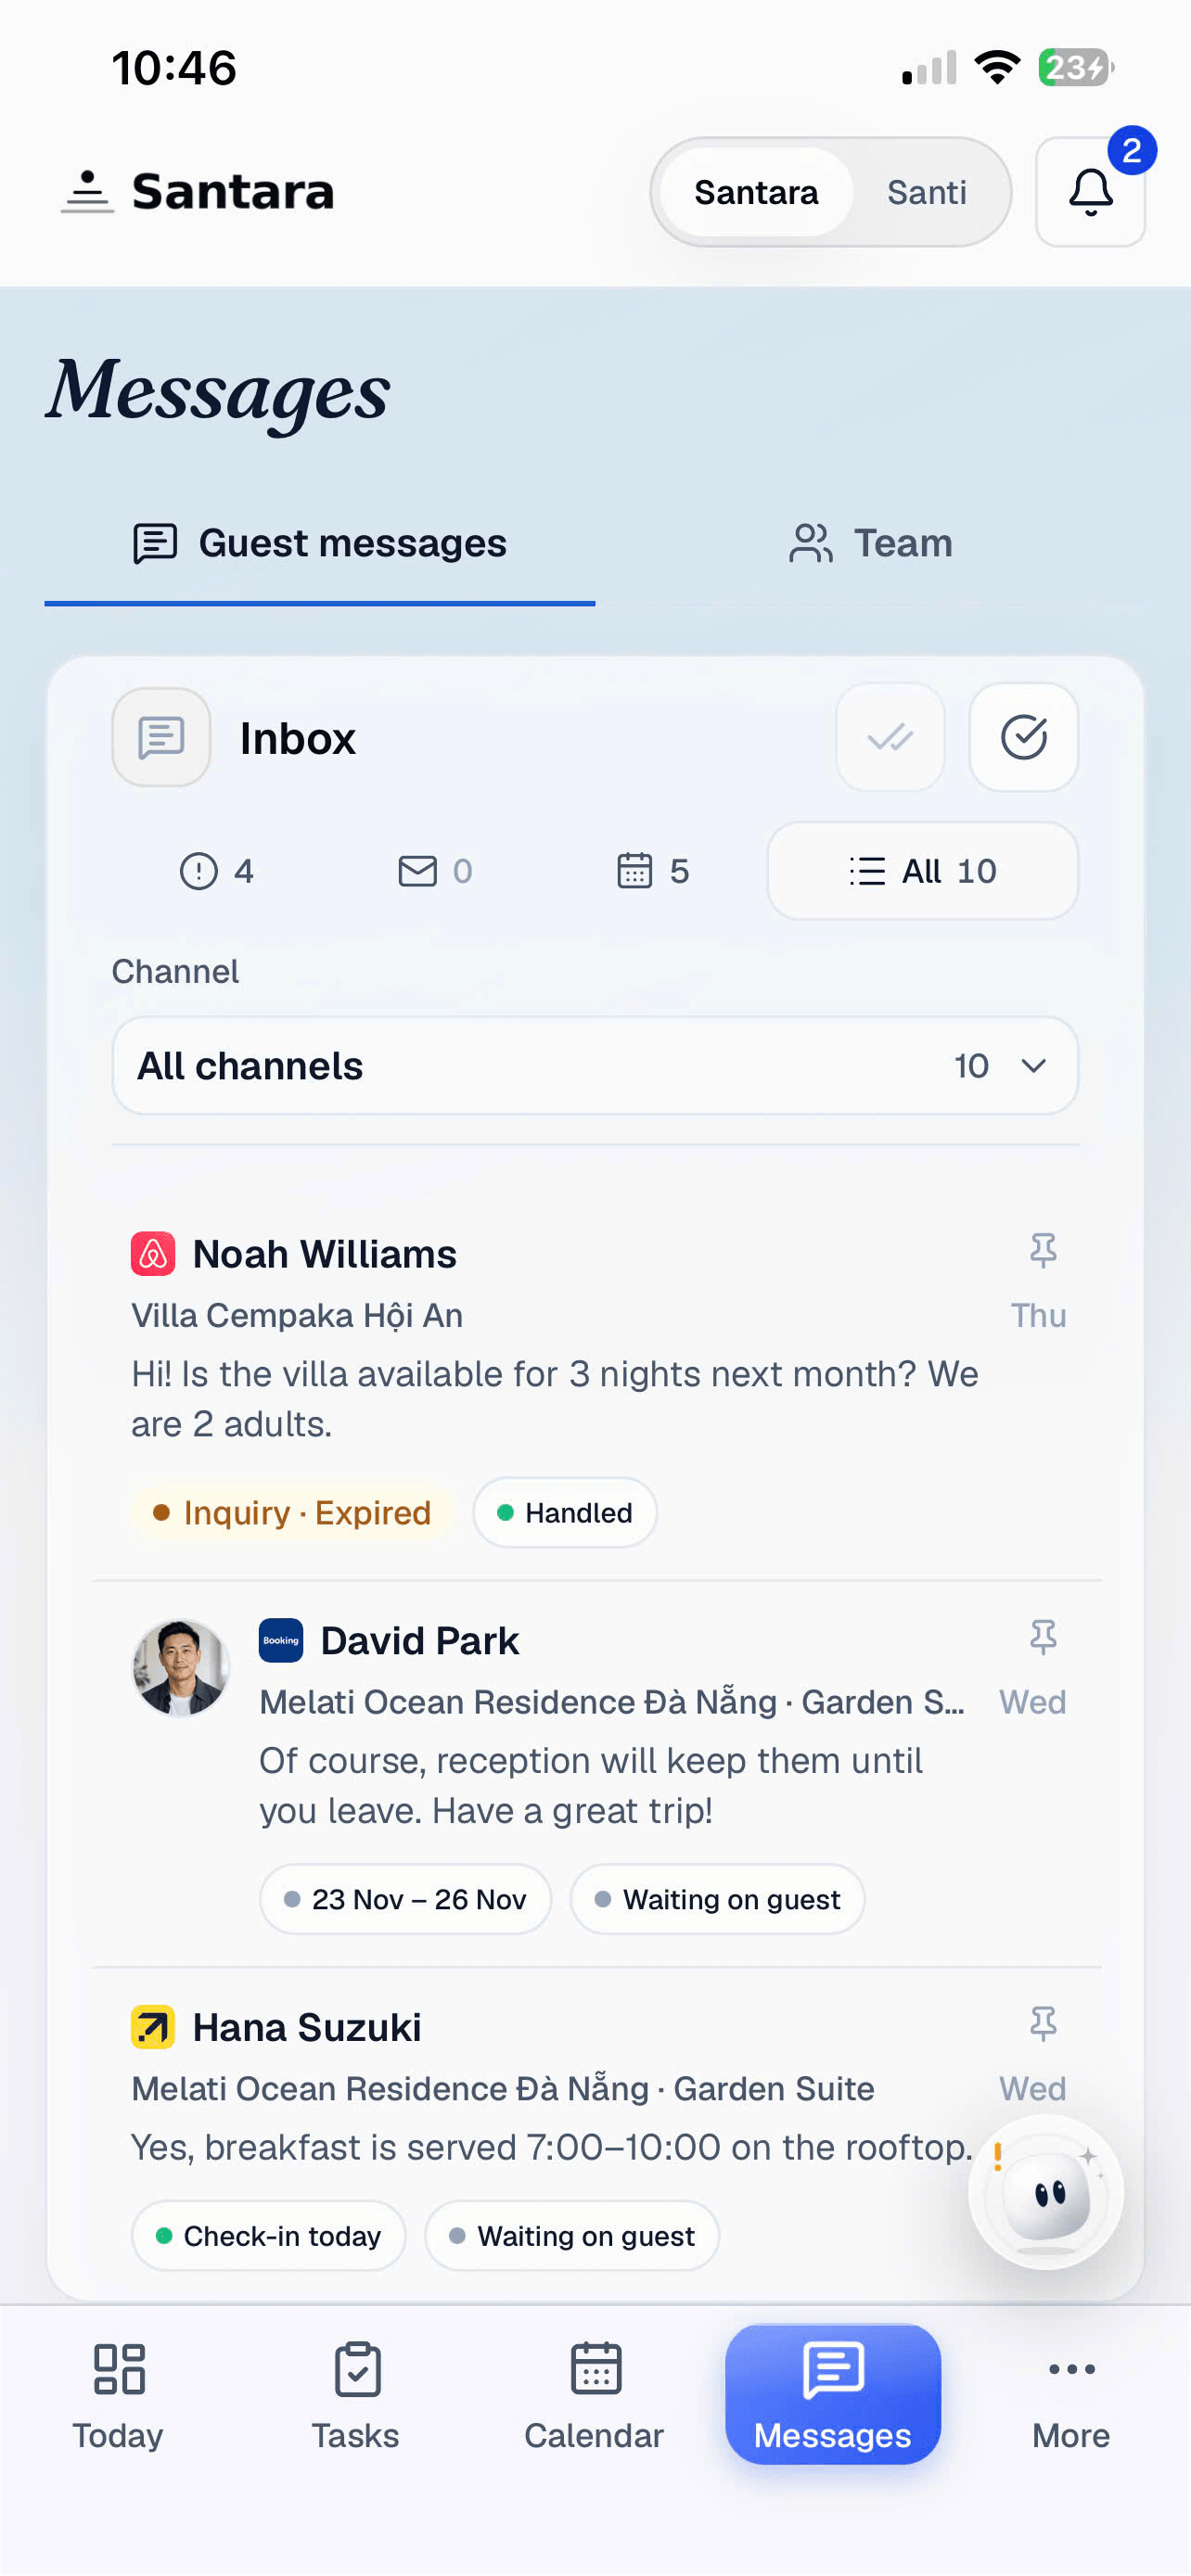 10:46
23
Santara
Santara
Santi
2
Messages
Guest messages
Team
Inbox
4
0
5
All 10
Channel
All channels
10
Noah Williams
Villa Cempaka Hội An
Thu
Hi! Is the villa available for 3 nights next month? We
are 2 adults.
Inquiry · Expired
Handled
Booking
David Park
Melati Ocean Residence Đà Nẵng · Garden S...
Wed
Of course, reception will keep them until
you leave. Have a great trip!
23 Nov – 26 Nov
Waiting on guest
Hana Suzuki
Melati Ocean Residence Đà Nẵng · Garden Suite
Wed
Yes, breakfast is served 7:00–10:00 on the rooftop.
!
Check-in today
Waiting on guest
Today
Tasks
Calendar
Messages
More